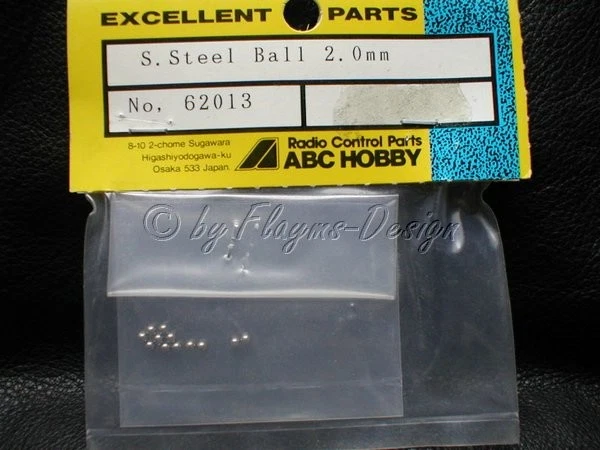 EXCELLENT PARTS
S.Steel Ball 2.0mm
No, 62013
8-10 2-chome Sugawara
Higashiyodogawa-ku
Osaka 533 Japan
Radio Control Parts
ABC HOBBY
© by Flayms-Design